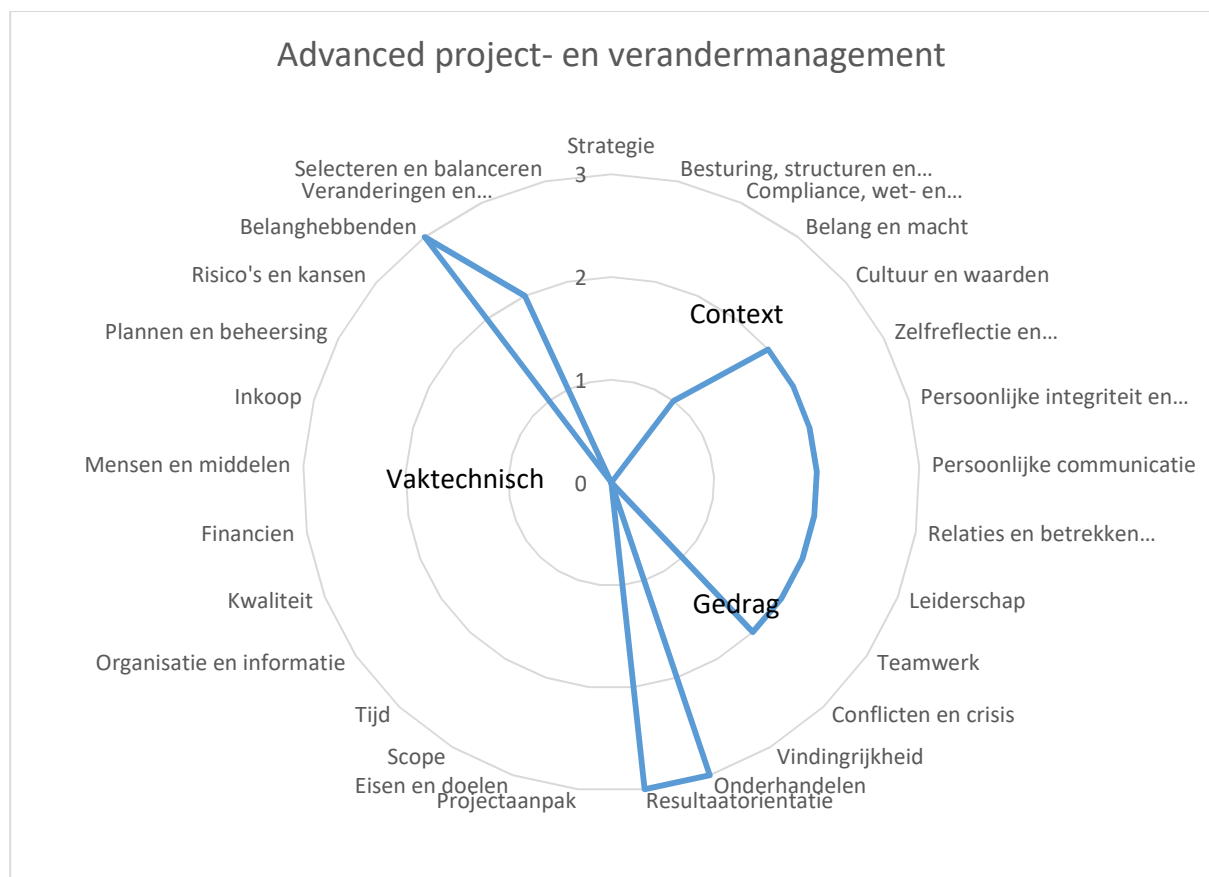 Advanced project- en verandermanagement
Strategie
Besturing, structuren en...
Compliance, wet- en...
Belang en macht
Cultuur en waarden
Zelfreflectie en...
Persoonlijke integriteit en...
Persoonlijke communicatie
Relaties en betrekken...
Leiderschap
Teamwerk
Conflicten en crisis
Vindingrijkheid
Onderhandelen
Resultaatorientatie
Projectaanpak
Eisen en doelen
Scope
Tijd
Organisatie en informatie
Kwaliteit
Financien
Mensen en middelen
Inkoop
Plannen en beheersing
Risico's en kansen
Belanghebbenden
Veranderingen en...
Selecteren en balanceren
3
2
1
0
Context
Vaktechnisch
Gedrag